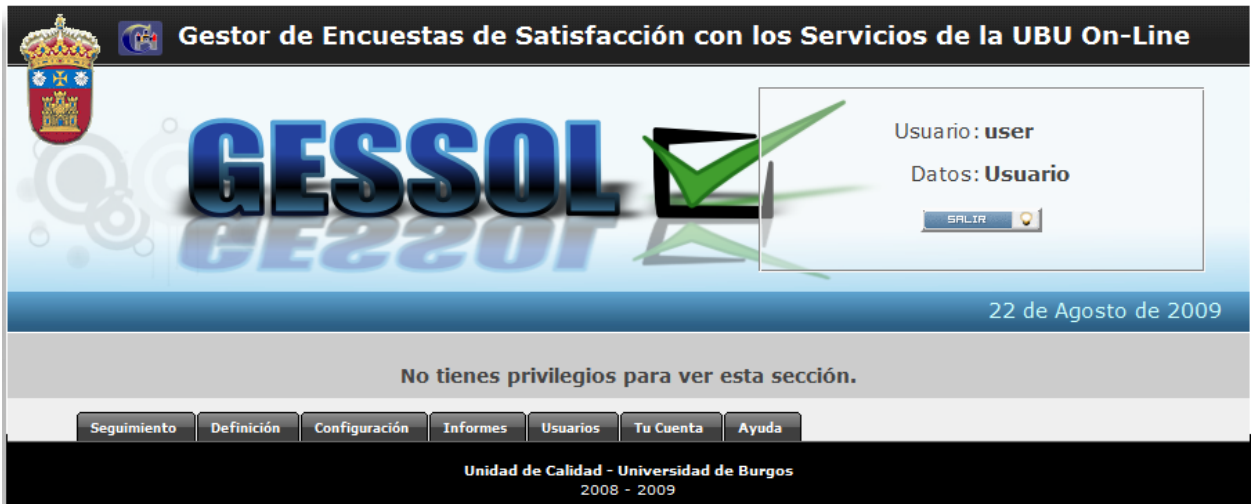 Gestor de Encuestas de Satisfacción con los Servicios de la UBU On-Line
GESSOL
Usuario: user
Datos: Usuario
SALIR
22 de Agosto de 2009
No tienes privilegios para ver esta sección.
Seguimiento Definición Configuración Informes Usuarios Tu Cuenta Ayuda
Unidad de Calidad - Universidad de Burgos
2008 - 2009